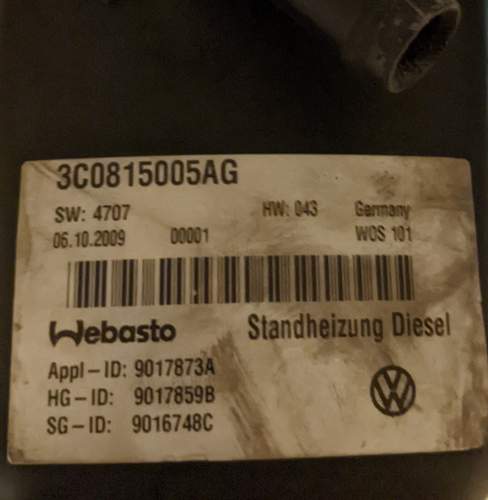 3C0815005AG
SW: 4707 HW: 043 Germany
06.10.2009 00001 WOS 101
Webasto Standheizung Diesel
Appl-ID: 9017873A
HG-ID: 9017859B
SG-ID: 9016748C